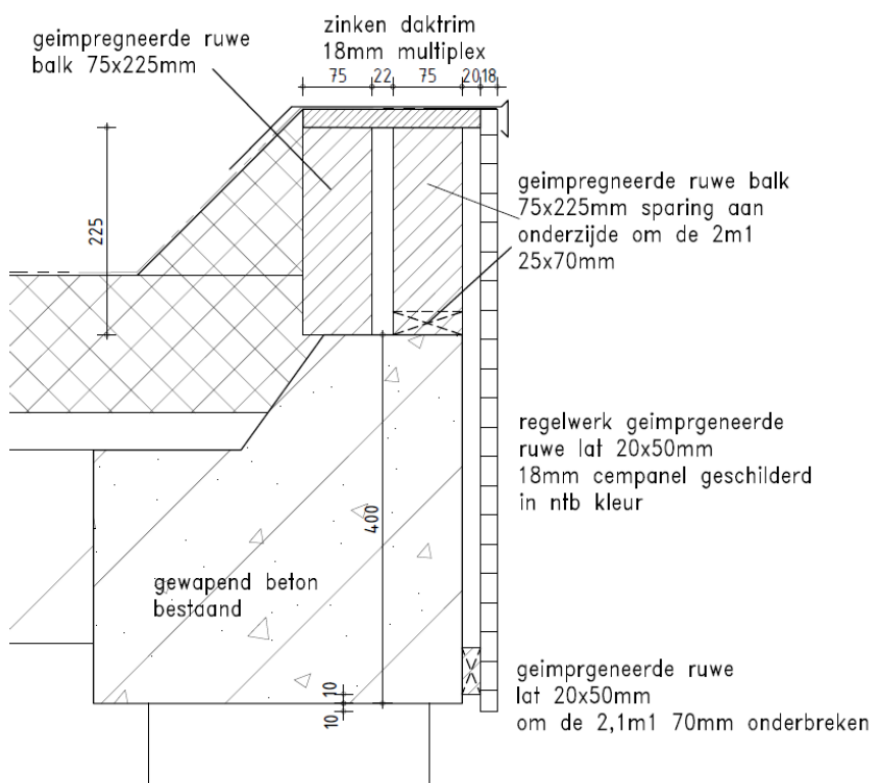 zinken daktrim
18mm multiplex
geimpregneerde ruwe
balk 75x225mm
75 22 75 20 18
225
geimpregneerde ruwe balk
75x225mm sparing aan
onderzijde om de 2m1
25x70mm
regelwerk geimprgeneerde
ruwe lat 20x50mm
18mm cempanel geschilderd
in ntb kleur
400
gewapend beton
bestaand
geimprgeneerde ruwe
lat 20x50mm
om de 2,1m1 70mm onderbreken
10
10